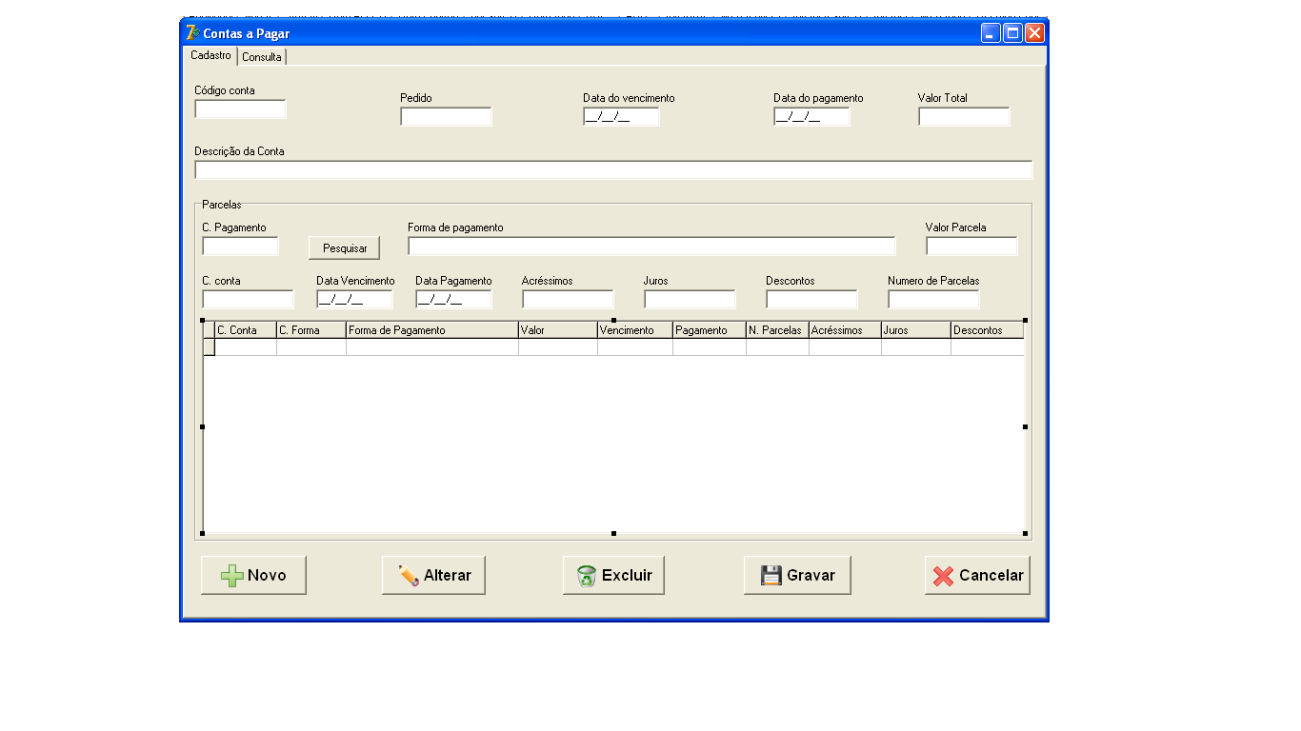 Contas a Pagar
Cadastro Consulta
Código conta
Pedido Data do vencimento Data do pagamento Valor Total
__/__/__ __/__/__
Descrição da Conta
Parcelas
C. Pagamento Forma de pagamento Valor Parcela
Pesquisar
C. conta Data Vencimento Data Pagamento Acréssimos Juros Descontos Numero de Parcelas
__/__/__ __/__/__
C. Conta C. Forma Forma de Pagamento Valor Vencimento Pagamento N. Parcelas Acréssimos Juros Descontos
Novo Alterar Excluir Gravar Cancelar